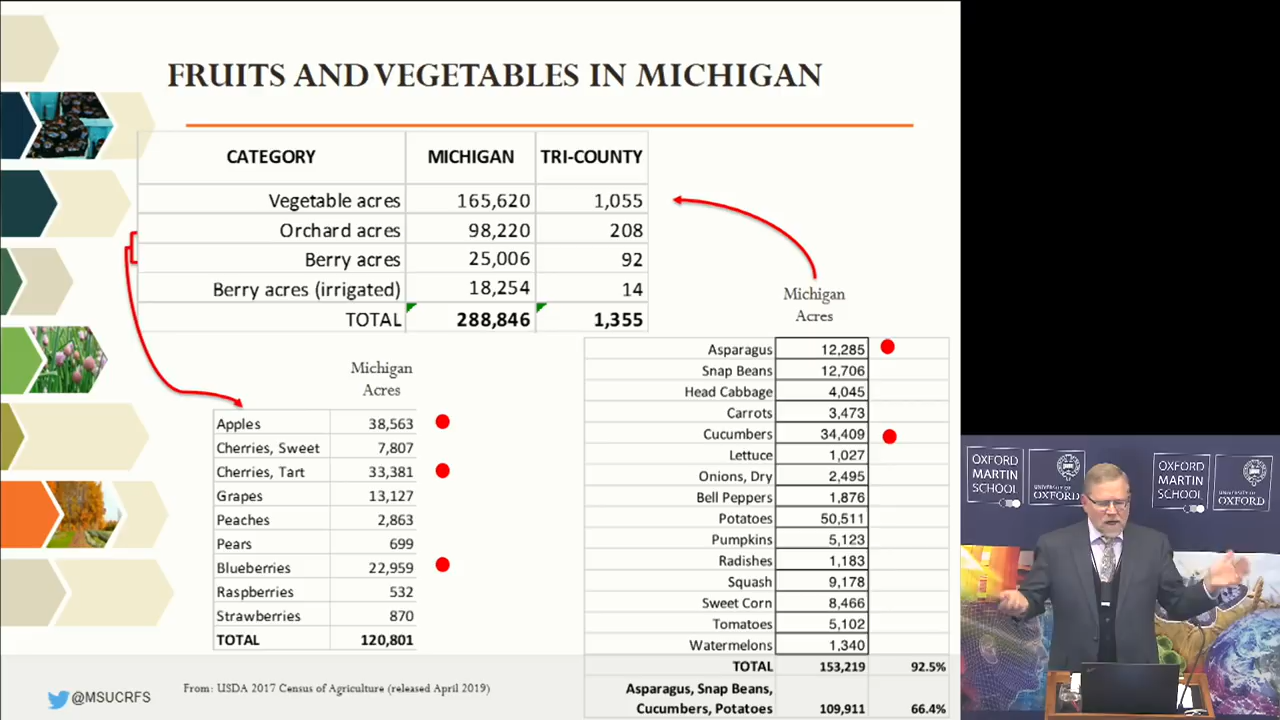 FRUITS AND VEGETABLES IN MICHIGAN
CATEGORY MICHIGAN TRI-COUNTY
Vegetable acres 165,620 1,055
Orchard acres 98,220 208
Berry acres 25,006 92
Berry acres (irrigated) 18,254 14
TOTAL 288,846 1,355
Michigan
Acres
Apples 38,563
Cherries, Sweet 7,807
Cherries, Tart 33,381
Grapes 13,127
Peaches 2,863
Pears 699
Blueberries 22,959
Raspberries 532
Strawberries 870
TOTAL 120,801
Michigan
Acres
Asparagus 12,285
Snap Beans 12,706
Head Cabbage 4,045
Carrots 3,473
Cucumbers 34,409
Lettuce 1,027
Onions, Dry 2,495
Bell Peppers 1,876
Potatoes 50,511
Pumpkins 5,123
Radishes 1,183
Squash 9,178
Sweet Corn 8,466
Tomatoes 5,102
Watermelons 1,340
TOTAL 153,219 92.5%
Asparagus, Snap Beans,
Cucumbers, Potatoes 109,911 66.4%
@MSUCRFS
From: USDA 2017 Census of Agriculture (released April 2019)
OXFORD
MARTIN
SCHOOL
UNIVERSITY OF
OXFORD
OXFORD
MARTIN
SCHOOL
UNIVERSITY OF
OXFORD